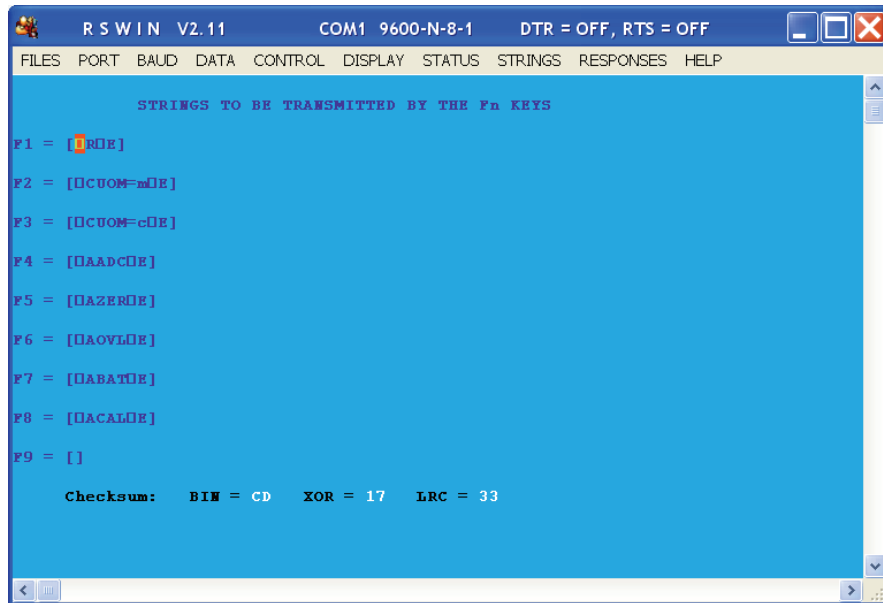 RSWIN V2.11 COM1 9600-N-8-1 DTR = OFF, RTS = OFF
FILES PORT BAUD DATA CONTROL DISPLAY STATUS STRINGS RESPONSES HELP
STRINGS TO BE TRANSMITTED BY THE Fn KEYS
F1 = [▯R▯E]
F2 = [▯CUOM=m▯E]
F3 = [▯CUOM=c▯E]
F4 = [▯AADC▯E]
F5 = [▯AZER▯E]
F6 = [▯AOVL▯E]
F7 = [▯ABAT▯E]
F8 = [▯ACAL▯E]
F9 = []
Checksum: BIN = CD XOR = 17 LRC = 33